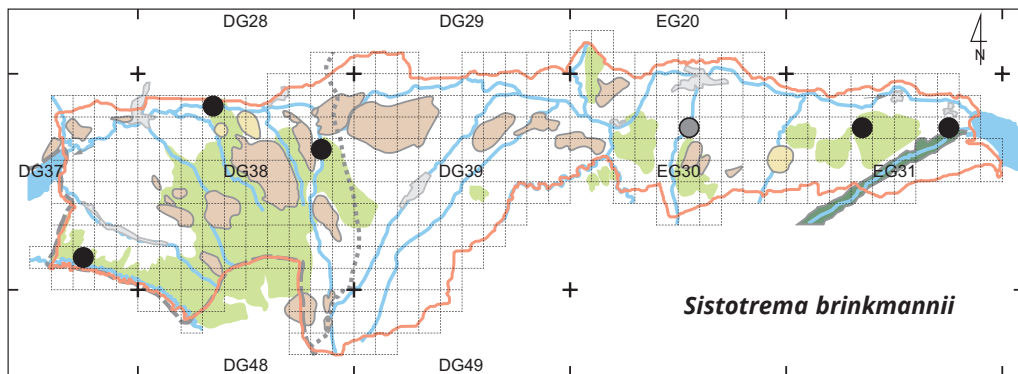 DG28 DG29 EG20
N
DG37 DG38 DG39 EG30 EG31
Sistotrema brinkmannii
DG48 DG49